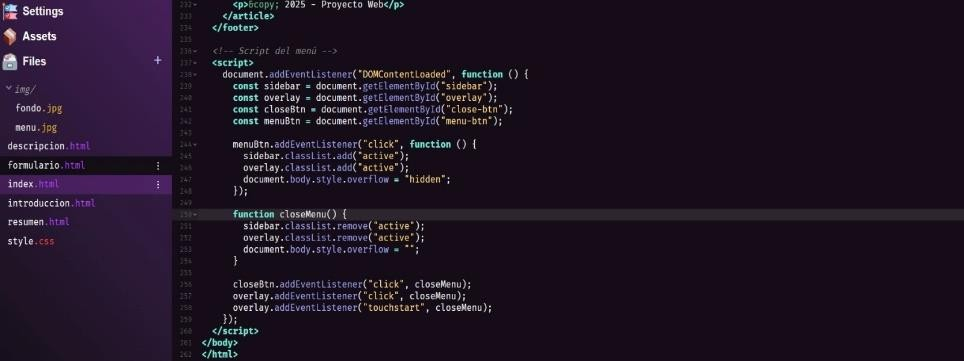 Settings
Assets
Files +
img/
fondo.jpg
menu.jpg
descripcion.html
formulario.html
index.html
introduccion.html
resumen.html
style.css
232 <p>&copy; 2025 - Proyecto Web</p>
233 </article>
234 </footer>
235
236 <!-- Script del menú -->
237 <script>
238 document.addEventListener("DOMContentLoaded", function () {
239 const sidebar = document.getElementById("sidebar");
240 const overlay = document.getElementById("overlay");
241 const closeBtn = document.getElementById("close-btn");
242 const menuBtn = document.getElementById("menu-btn");
243
244 menuBtn.addEventListener("click", function () {
245 sidebar.classList.add("active");
246 overlay.classList.add("active");
247 document.body.style.overflow = "hidden";
248 });
249
250 function closeMenu() {
251 sidebar.classList.remove("active");
252 overlay.classList.remove("active");
253 document.body.style.overflow = "";
254 }
255
256 closeBtn.addEventListener("click", closeMenu);
257 overlay.addEventListener("click", closeMenu);
258 overlay.addEventListener("touchstart", closeMenu);
259 });
260 </script>
261 </body>
262 </html>